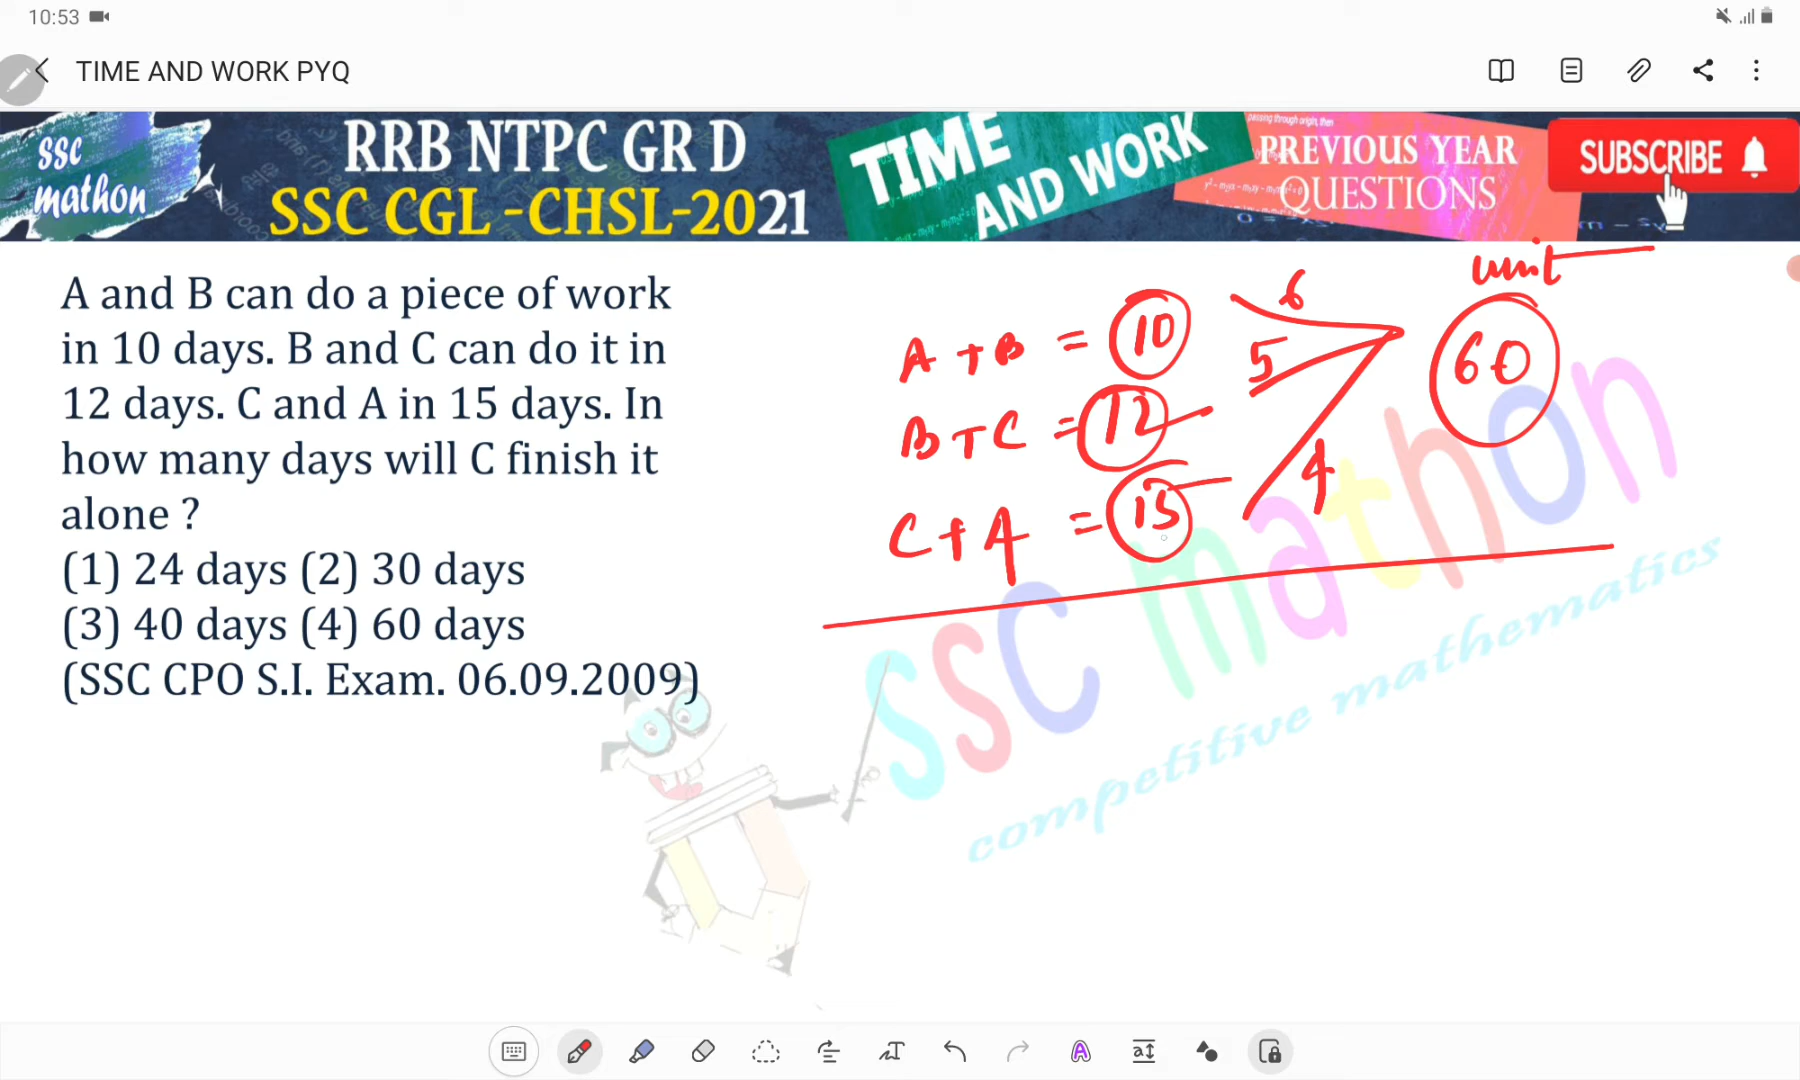 10:53
TIME AND WORK PYQ
SSC mathon
RRB NTPC GR D
SSC CGL -CHSL-2021
TIME AND WORK
passing through origin, then
PREVIOUS YEAR
QUESTIONS
SUBSCRIBE
A and B can do a piece of work
in 10 days. B and C can do it in
12 days. C and A in 15 days. In
how many days will C finish it
alone ?
(1) 24 days (2) 30 days
(3) 40 days (4) 60 days
(SSC CPO S.I. Exam. 06.09.2009)
unit
A + B = 10 6 60
B + C = 12 5
C + A = 15 4
SSC mathon
competitive mathematics